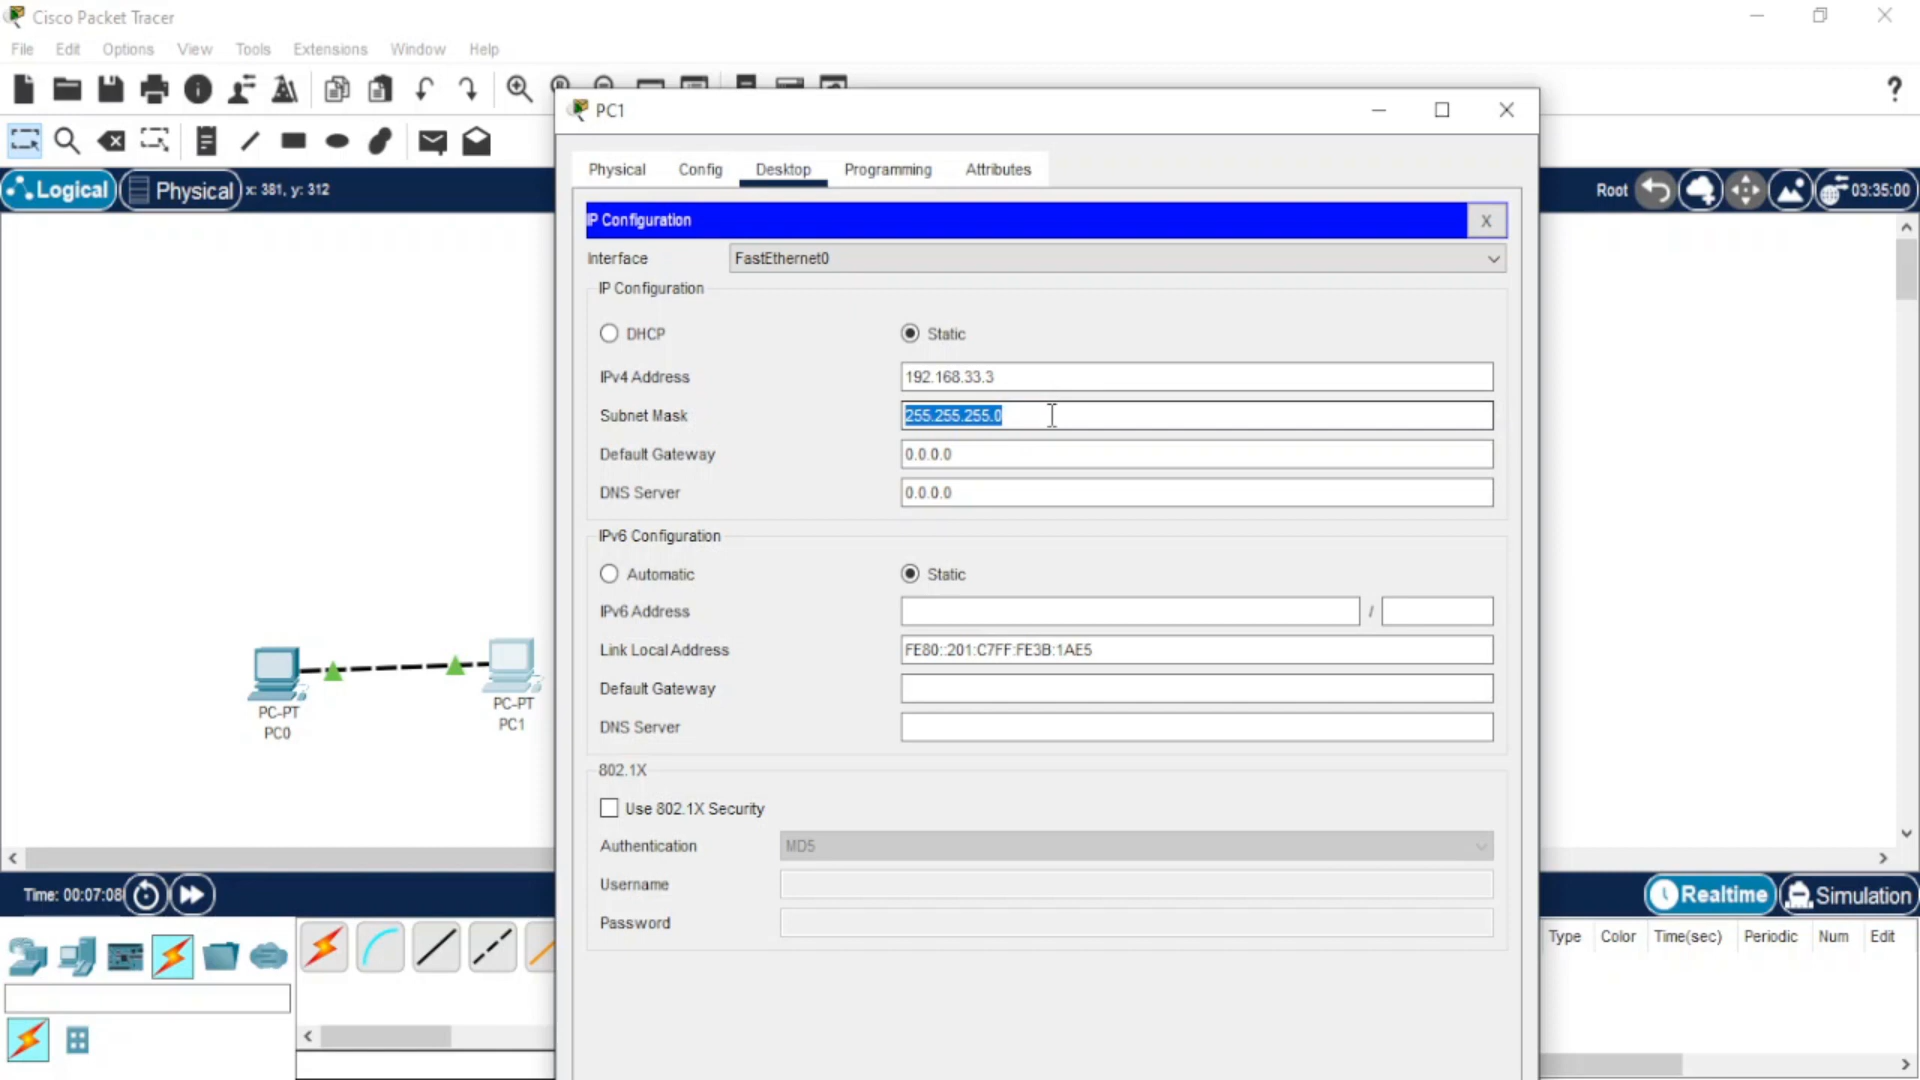 Cisco Packet Tracer
File Edit Options View Tools Extensions Window Help
PC1
Physical Config Desktop Programming Attributes
Logical Physical x: 381, y: 312
Root 03:35:00
IP Configuration X
Interface FastEthernet0
IP Configuration
DHCP Static
IPv4 Address 192.168.33.3
Subnet Mask 255.255.255.0
Default Gateway 0.0.0.0
DNS Server 0.0.0.0
IPv6 Configuration
Automatic Static
IPv6 Address /
Link Local Address FE80::201:C7FF:FE3B:1AE5
Default Gateway
DNS Server
PC-PT
PC0
PC-PT
PC1
802.1X
Use 802.1X Security
Authentication MD5
Username
Password
Time: 00:07:08
Realtime Simulation
Type Color Time(sec) Periodic Num Edit